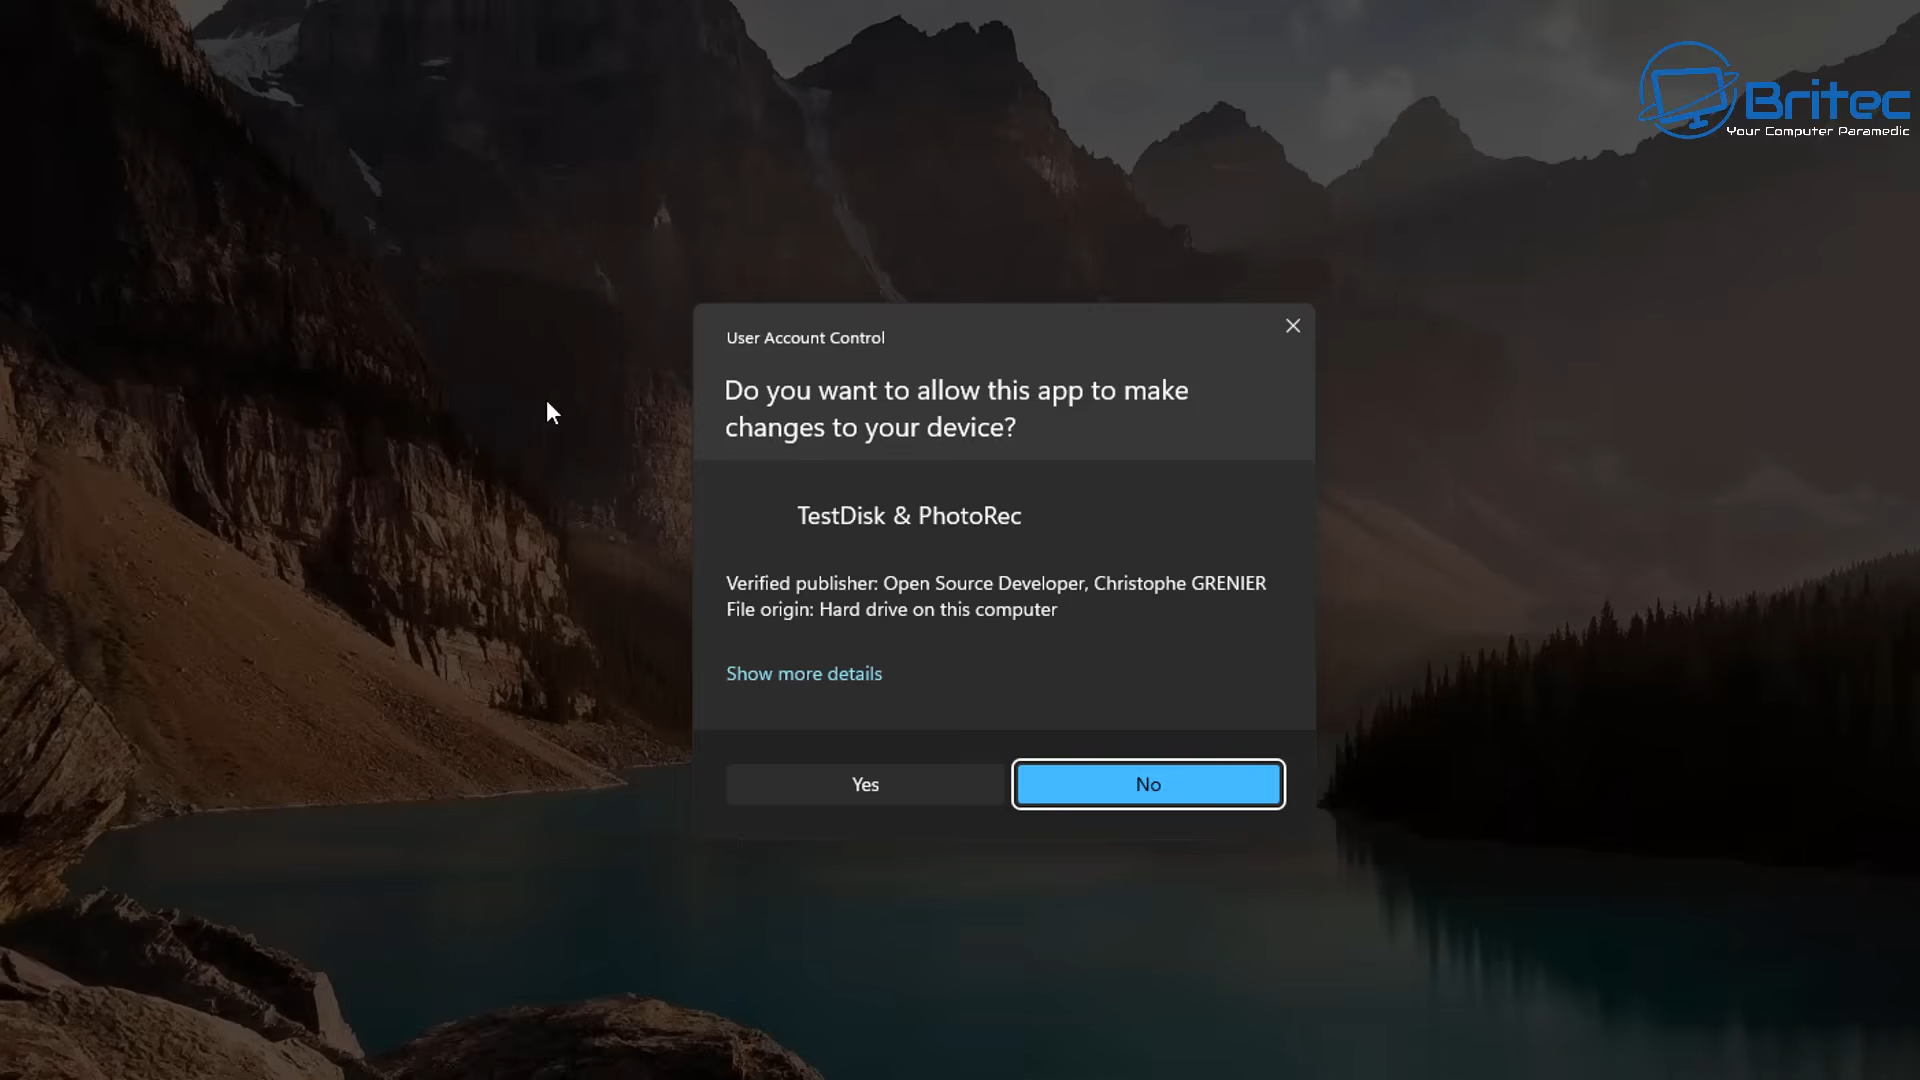 Britec
Your Computer Paramedic
User Account Control
Do you want to allow this app to make
changes to your device?
TestDisk & PhotoRec
Verified publisher: Open Source Developer, Christophe GRENIER
File origin: Hard drive on this computer
Show more details
Yes No